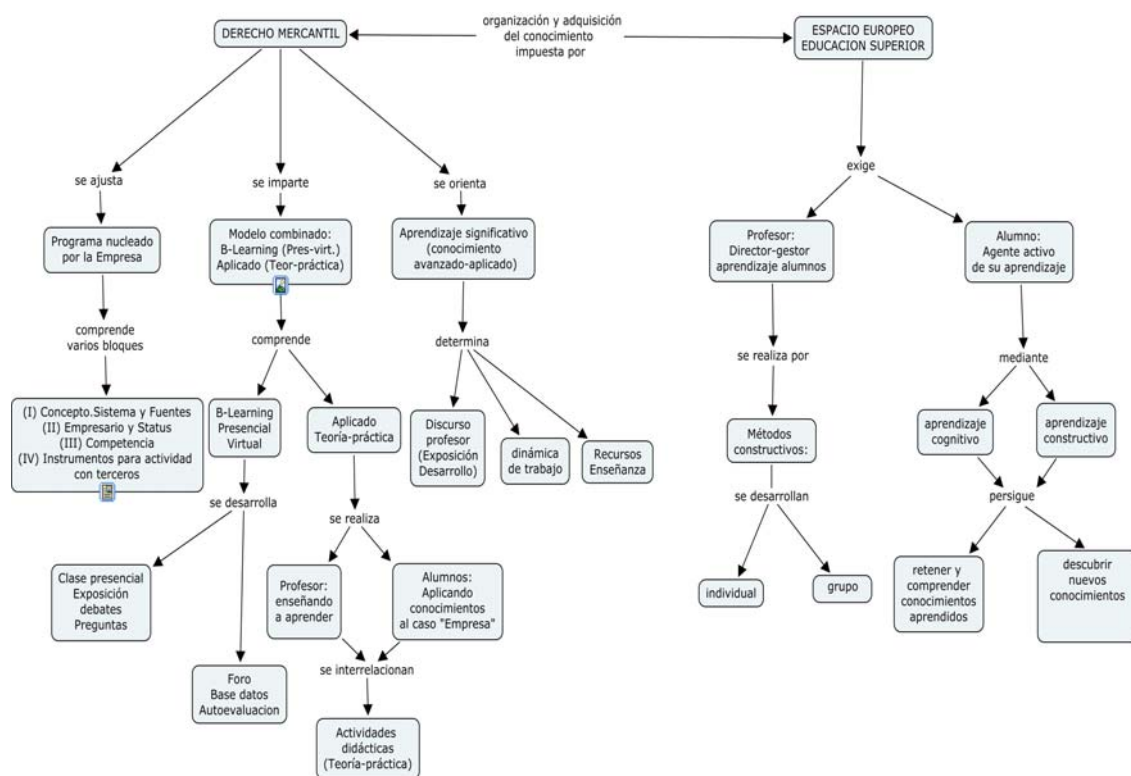 DERECHO MERCANTIL
organización y adquisición
del conocimiento
impuesta por
ESPACIO EUROPEO
EDUCACION SUPERIOR
se ajusta
se imparte
se orienta
exige
Programa nucleado
por la Empresa
Modelo combinado:
B-Learning (Pres-virt.)
Aplicado (Teor-práctica)
Aprendizaje significativo
(conocimiento
avanzado-aplicado)
Profesor:
Director-gestor
aprendizaje alumnos
Alumno:
Agente activo
de su aprendizaje
comprende
varios bloques
comprende
determina
se realiza por
mediante
(I) Concepto.Sistema y Fuentes
(II) Empresario y Status
(III) Competencia
(IV) Instrumentos para actividad
con terceros
B-Learning
Presencial
Virtual
Aplicado
Teoría-práctica
Discurso
profesor
(Exposición
Desarrollo)
dinámica
de trabajo
Recursos
Enseñanza
Métodos
constructivos:
aprendizaje
cognitivo
aprendizaje
constructivo
se desarrolla
se realiza
se desarrollan
persigue
Clase presencial
Exposición
debates
Preguntas
Profesor:
enseñando
a aprender
Alumnos:
Aplicando
conocimientos
al caso "Empresa"
individual
grupo
retener y
comprender
conocimientos
aprendidos
descubrir
nuevos
conocimientos
se interrelacionan
Foro
Base datos
Autoevaluacion
Actividades
didácticas
(Teoría-práctica)